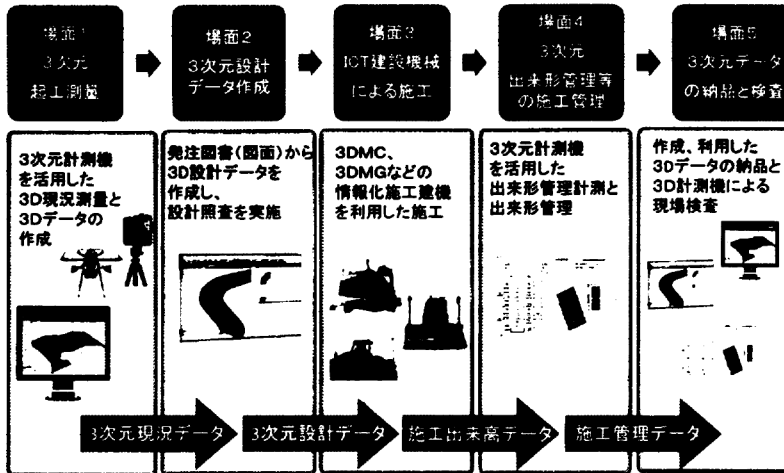 場面1
3次元
起工測量
場面2
3次元設計
データ作成
場面3
ICT建設機械
による施工
場面4
3次元
出来形管理等
の施工管理
場面5
3次元データ
の納品と検査
3次元計測機
を活用した
3D現況測量と
3Dデータの
作成
発注図書(図面)から
3D設計データを
作成し、
設計照査を実施
3DMC、
3DMGなどの
情報化施工建機
を利用した施工
3次元計測機
を活用した
出来形管理計測と
出来形管理
作成、利用した
3Dデータの納品と
3D計測機による
現場検査
3次元現況データ
3次元設計データ
施工出来高データ
施工管理データ